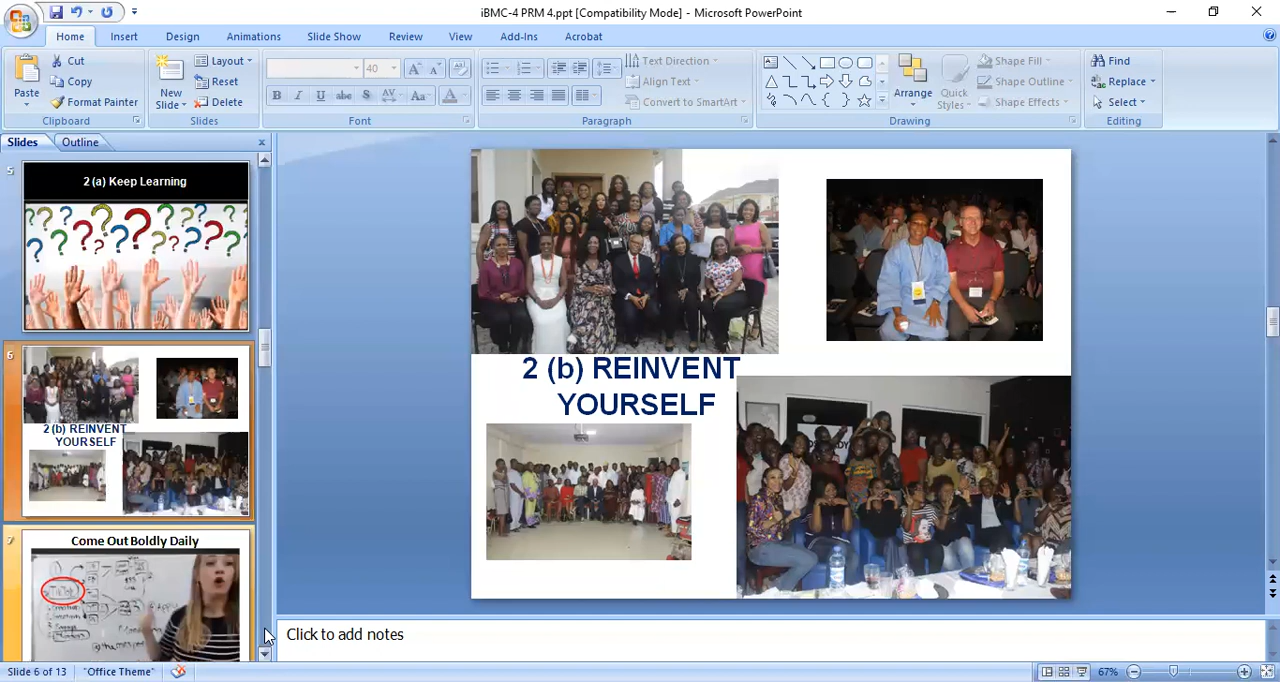 iBMC-4 PRM 4.ppt [Compatibility Mode] - Microsoft PowerPoint
Home Insert Design Animations Slide Show Review View Add-Ins Acrobat
Paste
Cut
Copy
Format Painter
Clipboard
New Slide
Layout
Reset
Delete
Slides
40
B I U abc S AV Aa A
Font
Text Direction
Align Text
Convert to SmartArt
Paragraph
Arrange
Quick Styles
Shape Fill
Shape Outline
Shape Effects
Drawing
Find
Replace
Select
Editing
Slides Outline
5
2 (a) Keep Learning
6
2 (b) REINVENT
YOURSELF
7
Come Out Boldly Daily
2 (b) REINVENT
YOURSELF
Click to add notes
Slide 6 of 13 "Office Theme" 67%